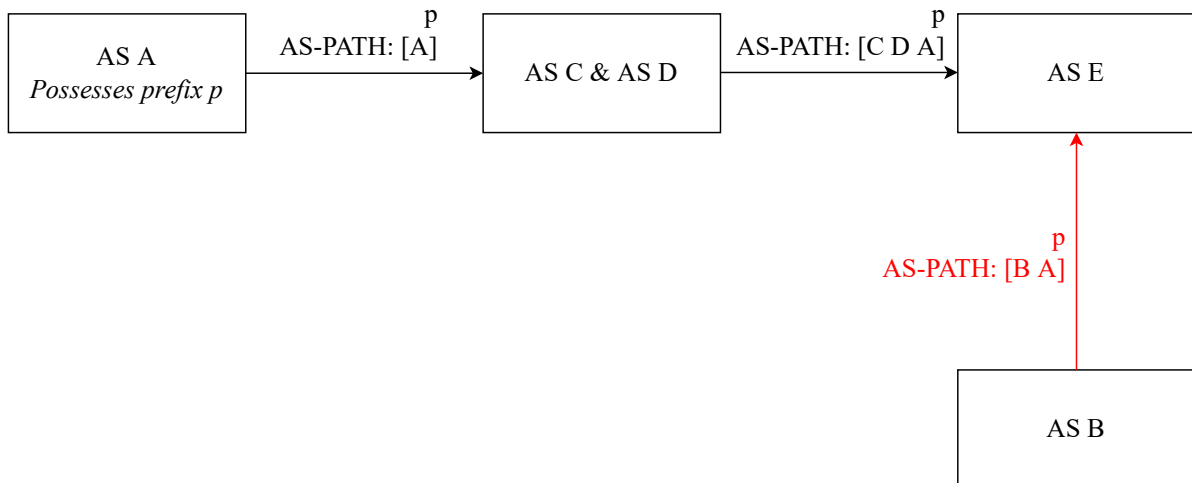 AS A
Possesses prefix p
p
AS-PATH: [A]
AS C & AS D
p
AS-PATH: [C D A]
AS E
p
AS-PATH: [B A]
AS B